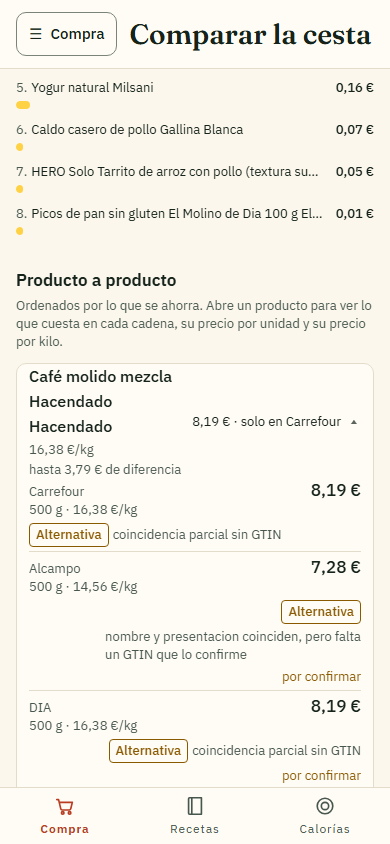 ☰ Compra
Comparar la cesta
5. Yogur natural Milsani 0,16 €
6. Caldo casero de pollo Gallina Blanca 0,07 €
7. HERO Solo Tarrito de arroz con pollo (textura su... 0,05 €
8. Picos de pan sin gluten El Molino de Dia 100 g El... 0,01 €
Producto a producto
Ordenados por lo que se ahorra. Abre un producto para ver lo
que cuesta en cada cadena, su precio por unidad y su precio
por kilo.
Café molido mezcla
Hacendado
Hacendado
8,19 € · solo en Carrefour ▲
16,38 €/kg
hasta 3,79 € de diferencia
Carrefour 8,19 €
500 g · 16,38 €/kg
Alternativa coincidencia parcial sin GTIN
Alcampo 7,28 €
500 g · 14,56 €/kg
Alternativa
nombre y presentacion coinciden, pero falta
un GTIN que lo confirme
por confirmar
DIA 8,19 €
500 g · 16,38 €/kg
Alternativa coincidencia parcial sin GTIN
por confirmar
Compra Recetas Calorías